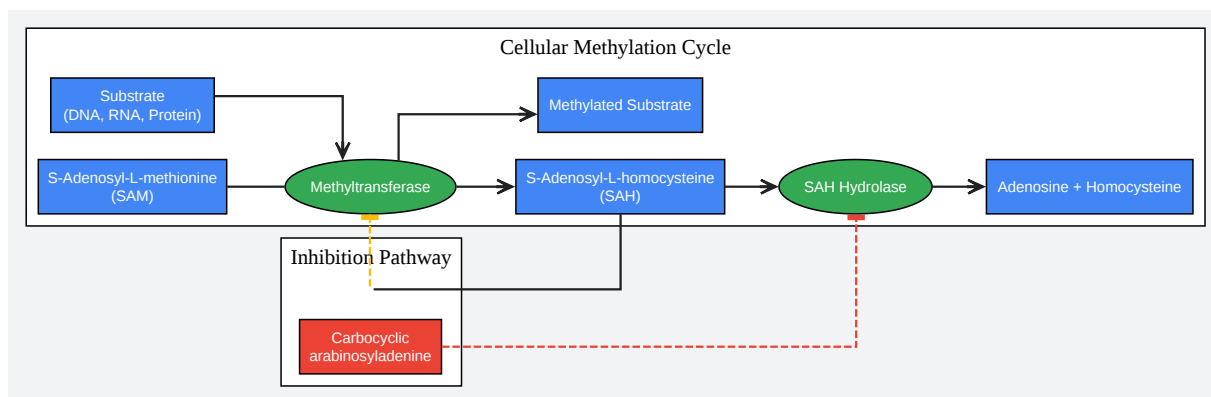 Cellular Methylation Cycle
Substrate
(DNA, RNA, Protein)
Methylated Substrate
S-Adenosyl-L-methionine
(SAM)
Methyltransferase
S-Adenosyl-L-homocysteine
(SAH)
SAH Hydrolase
Adenosine + Homocysteine
Inhibition Pathway
Carbocyclic
arabinosyladenine